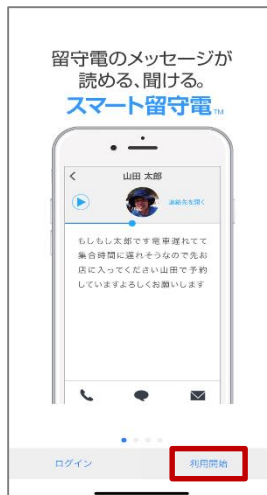 留守電のメッセージが
読める、聞ける。
スマート留守電™
山田 太郎
連絡先を開く
もしもし太郎です電車遅れてて
集合時間に遅れそうなので先お
店に入ってください山田で予約
していますよろしくお願いします
ログイン
利用開始